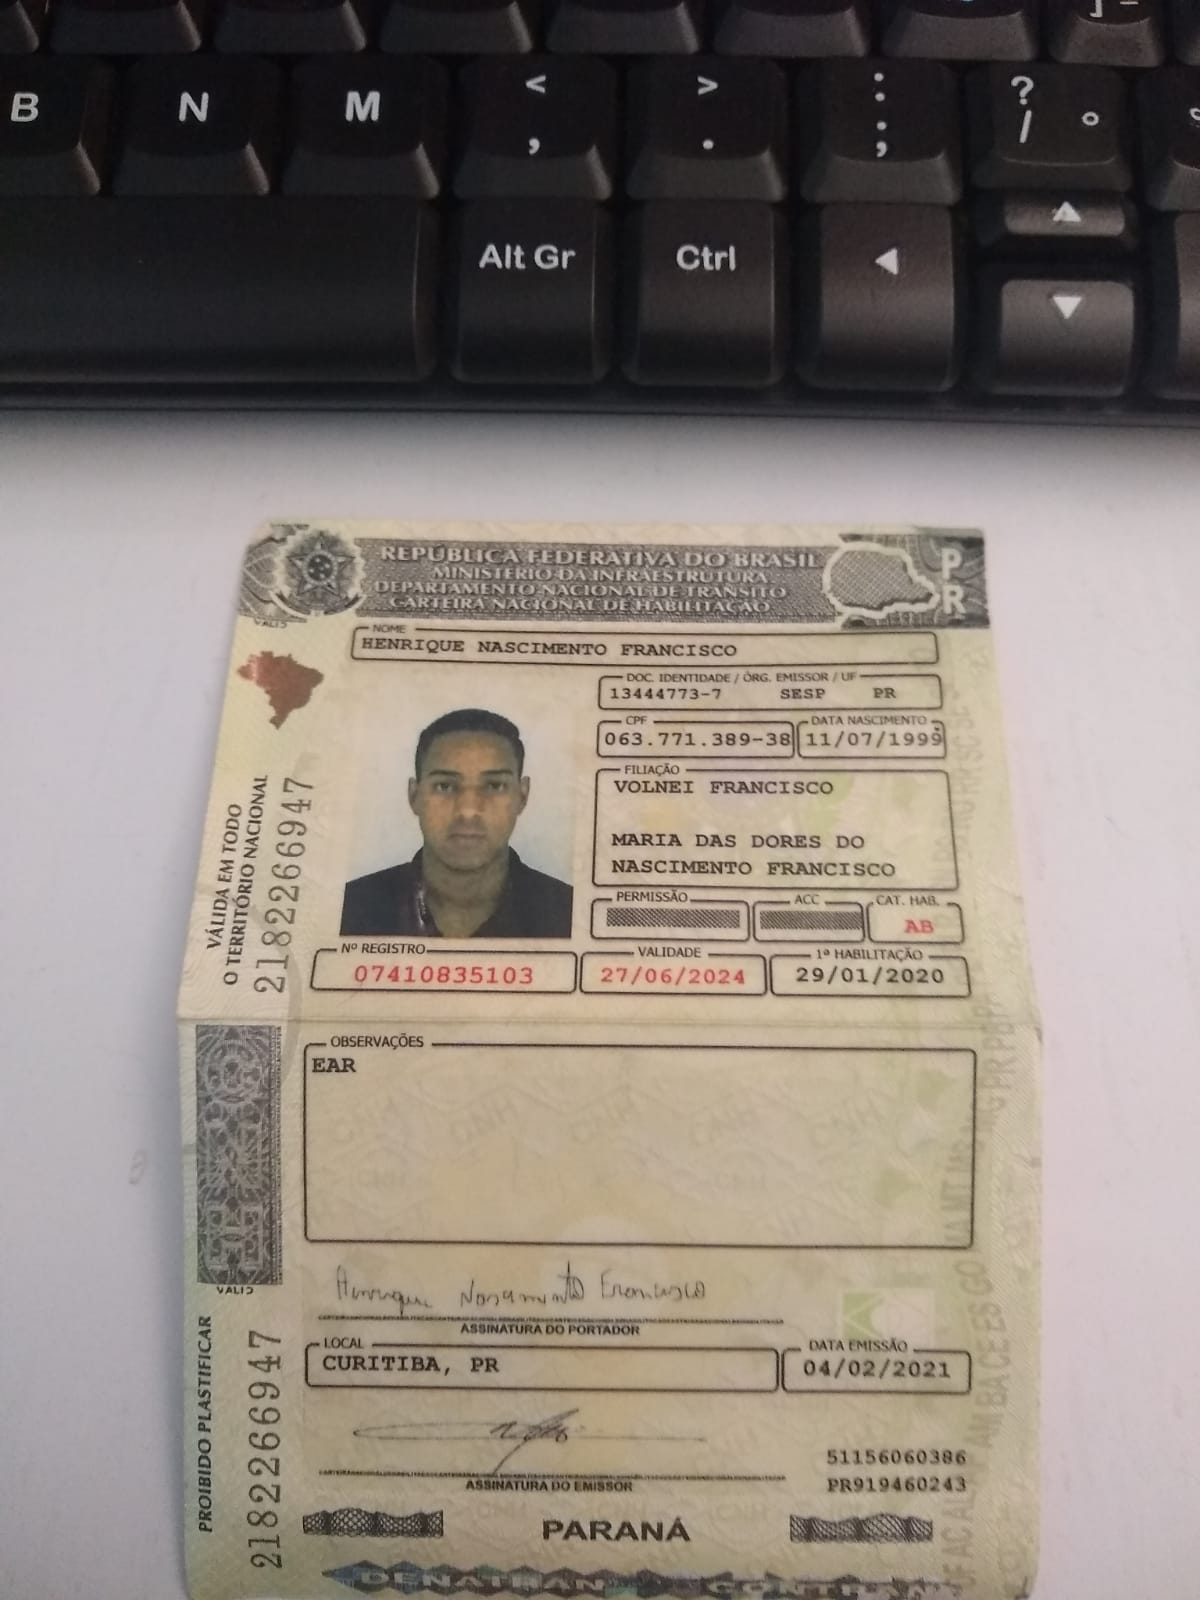 B N M < , > . : ; ? / °
Alt Gr Ctrl
REPÚBLICA FEDERATIVA DO BRASIL
MINISTÉRIO DA INFRAESTRUTURA
DEPARTAMENTO NACIONAL DE TRÂNSITO
CARTEIRA NACIONAL DE HABILITAÇÃO
PR
NOME
HENRIQUE NASCIMENTO FRANCISCO
DOC. IDENTIDADE / ÓRG. EMISSOR / UF
13444773-7 SESP PR
CPF
063.771.389-38
DATA NASCIMENTO
11/07/1999
FILIAÇÃO
VOLNEI FRANCISCO
MARIA DAS DORES DO
NASCIMENTO FRANCISCO
PERMISSÃO
ACC
CAT. HAB.
AB
Nº REGISTRO
07410835103
VALIDADE
27/06/2024
1ª HABILITAÇÃO
29/01/2020
VÁLIDA EM TODO
O TERRITÓRIO NACIONAL
2182266947
OBSERVAÇÕES
EAR
Henrique Nascimento Francisco
ASSINATURA DO PORTADOR
LOCAL
CURITIBA, PR
DATA EMISSÃO
04/02/2021
ASSINATURA DO EMISSOR
51156060386
PR919460243
PROIBIDO PLASTIFICAR
2182266947
PARANÁ
DENATRAN CONTRAN